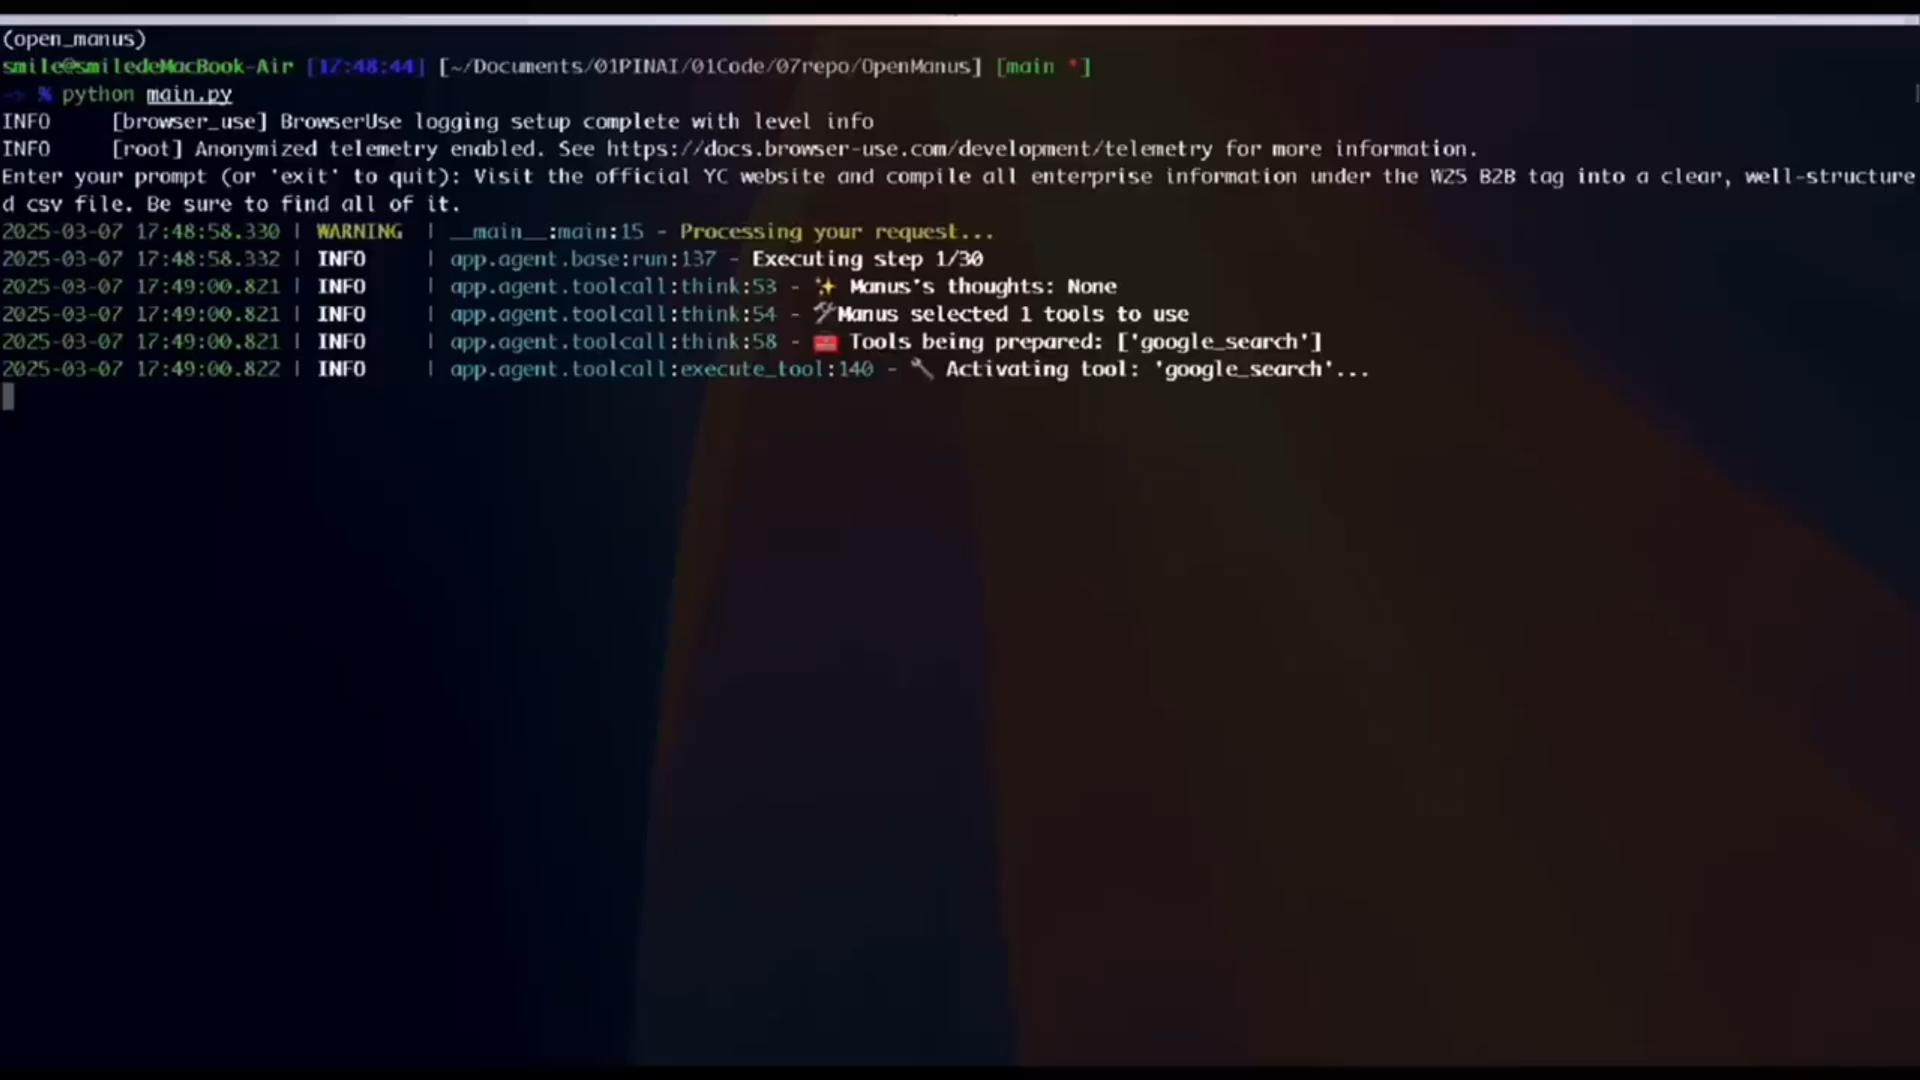 (open_manus)
smile@smiledeMacBook-Air [17:48:44] [~/Documents/01PINAI/01Code/07repo/OpenManus] [main *]
-> % python main.py
INFO     [browser_use] BrowserUse logging setup complete with level info
INFO     [root] Anonymized telemetry enabled. See https://docs.browser-use.com/development/telemetry for more information.
Enter your prompt (or 'exit' to quit): Visit the official YC website and compile all enterprise information under the W25 B2B tag into a clear, well-structure
d csv file. Be sure to find all of it.
2025-03-07 17:48:58.330 | WARNING  | __main__:main:15 - Processing your request...
2025-03-07 17:48:58.332 | INFO     | app.agent.base:run:137 - Executing step 1/30
2025-03-07 17:49:00.821 | INFO     | app.agent.toolcall:think:53 - ✨ Manus's thoughts: None
2025-03-07 17:49:00.821 | INFO     | app.agent.toolcall:think:54 - 🛠️Manus selected 1 tools to use
2025-03-07 17:49:00.821 | INFO     | app.agent.toolcall:think:58 - 🧰 Tools being prepared: ['google_search']
2025-03-07 17:49:00.822 | INFO     | app.agent.toolcall:execute_tool:140 - 🔧 Activating tool: 'google_search'...